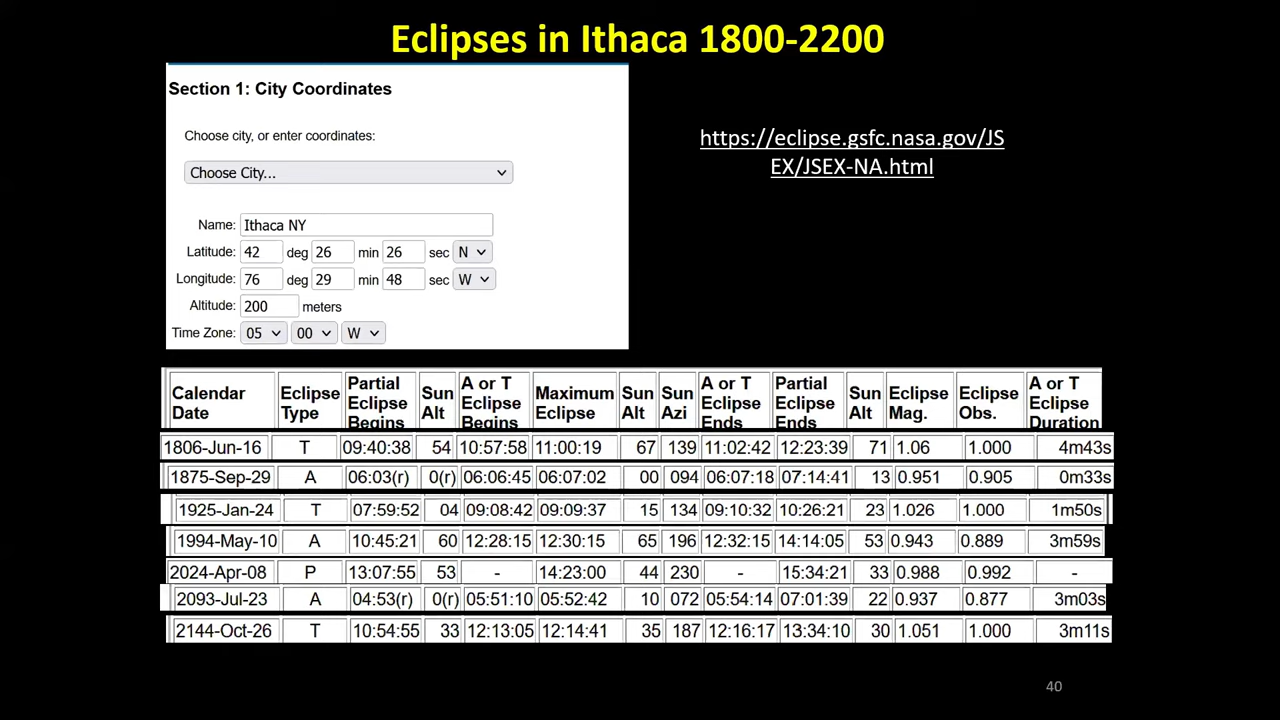 Eclipses in Ithaca 1800-2200
Section 1: City Coordinates
Choose city, or enter coordinates:
Choose City...
Name: Ithaca NY
Latitude: 42 deg 26 min 26 sec N
Longitude: 76 deg 29 min 48 sec W
Altitude: 200 meters
Time Zone: 05 00 W
https://eclipse.gsfc.nasa.gov/JS
EX/JSEX-NA.html
Calendar Date Eclipse Type Partial Eclipse Begins Sun Alt A or T Eclipse Begins Maximum Eclipse Sun Alt Sun Azi A or T Eclipse Ends Partial Eclipse Ends Sun Alt Eclipse Mag. Eclipse Obs. A or T Eclipse Duration
1806-Jun-16 T 09:40:38 54 10:57:58 11:00:19 67 139 11:02:42 12:23:39 71 1.06 1.000 4m43s
1875-Sep-29 A 06:03(r) 0(r) 06:06:45 06:07:02 00 094 06:07:18 07:14:41 13 0.951 0.905 0m33s
1925-Jan-24 T 07:59:52 04 09:08:42 09:09:37 15 134 09:10:32 10:26:21 23 1.026 1.000 1m50s
1994-May-10 A 10:45:21 60 12:28:15 12:30:15 65 196 12:32:15 14:14:05 53 0.943 0.889 3m59s
2024-Apr-08 P 13:07:55 53 - 14:23:00 44 230 - 15:34:21 33 0.988 0.992 -
2093-Jul-23 A 04:53(r) 0(r) 05:51:10 05:52:42 10 072 05:54:14 07:01:39 22 0.937 0.877 3m03s
2144-Oct-26 T 10:54:55 33 12:13:05 12:14:41 35 187 12:16:17 13:34:10 30 1.051 1.000 3m11s
40